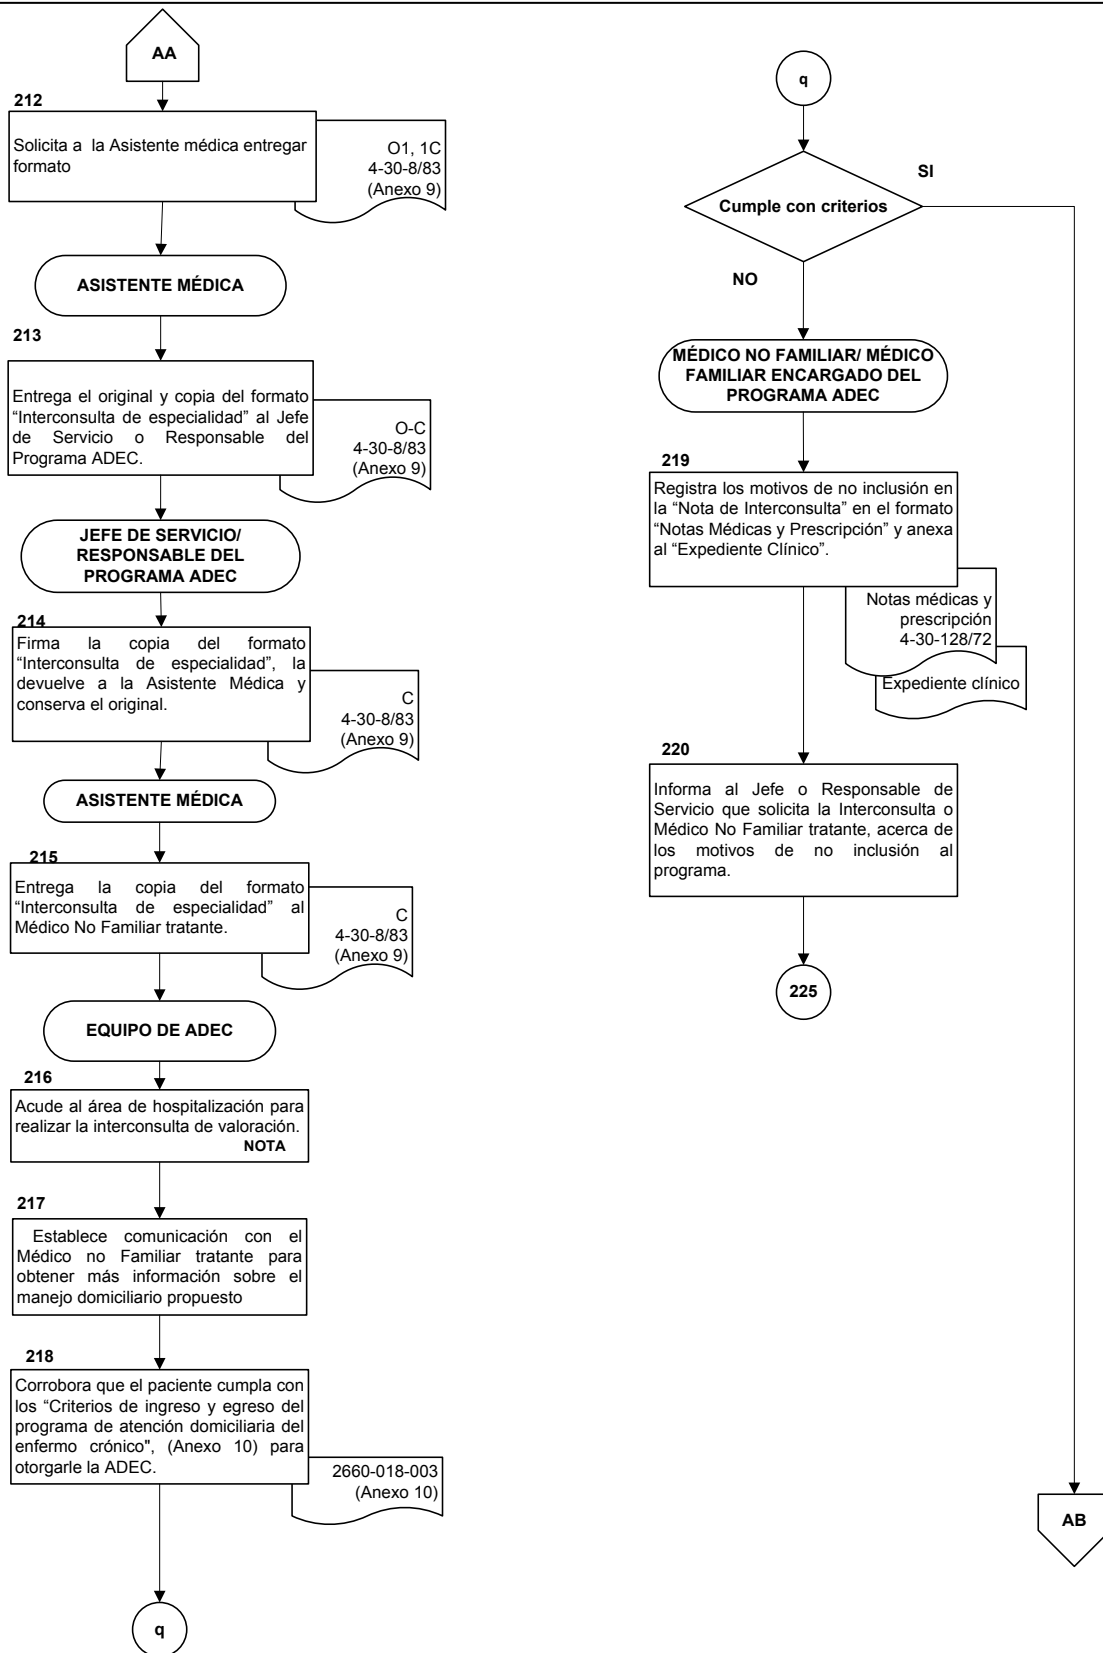 AA
212
Solicita a la Asistente médica entregar
formato
O1, 1C
4-30-8/83
(Anexo 9)
ASISTENTE MÉDICA
213
Entrega el original y copia del formato
“Interconsulta de especialidad” al Jefe
de Servicio o Responsable del
Programa ADEC.
O-C
4-30-8/83
(Anexo 9)
JEFE DE SERVICIO/
RESPONSABLE DEL
PROGRAMA ADEC
214
Firma la copia del formato
“Interconsulta de especialidad”, la
devuelve a la Asistente Médica y
conserva el original.
C
4-30-8/83
(Anexo 9)
ASISTENTE MÉDICA
215
Entrega la copia del formato
“Interconsulta de especialidad” al
Médico No Familiar tratante.
C
4-30-8/83
(Anexo 9)
EQUIPO DE ADEC
216
Acude al área de hospitalización para
realizar la interconsulta de valoración.
NOTA
217
Establece comunicación con el
Médico no Familiar tratante para
obtener más información sobre el
manejo domiciliario propuesto
218
Corrobora que el paciente cumpla con
los “Criterios de ingreso y egreso del
programa de atención domiciliaria del
enfermo crónico", (Anexo 10) para
otorgarle la ADEC.
2660-018-003
(Anexo 10)
q
q
Cumple con criterios
SI
NO
MÉDICO NO FAMILIAR/ MÉDICO
FAMILIAR ENCARGADO DEL
PROGRAMA ADEC
219
Registra los motivos de no inclusión en
la “Nota de Interconsulta” en el formato
“Notas Médicas y Prescripción” y anexa
al “Expediente Clínico”.
Notas médicas y
prescripción
4-30-128/72
Expediente clínico
220
Informa al Jefe o Responsable de
Servicio que solicita la Interconsulta o
Médico No Familiar tratante, acerca de
los motivos de no inclusión al
programa.
225
AB